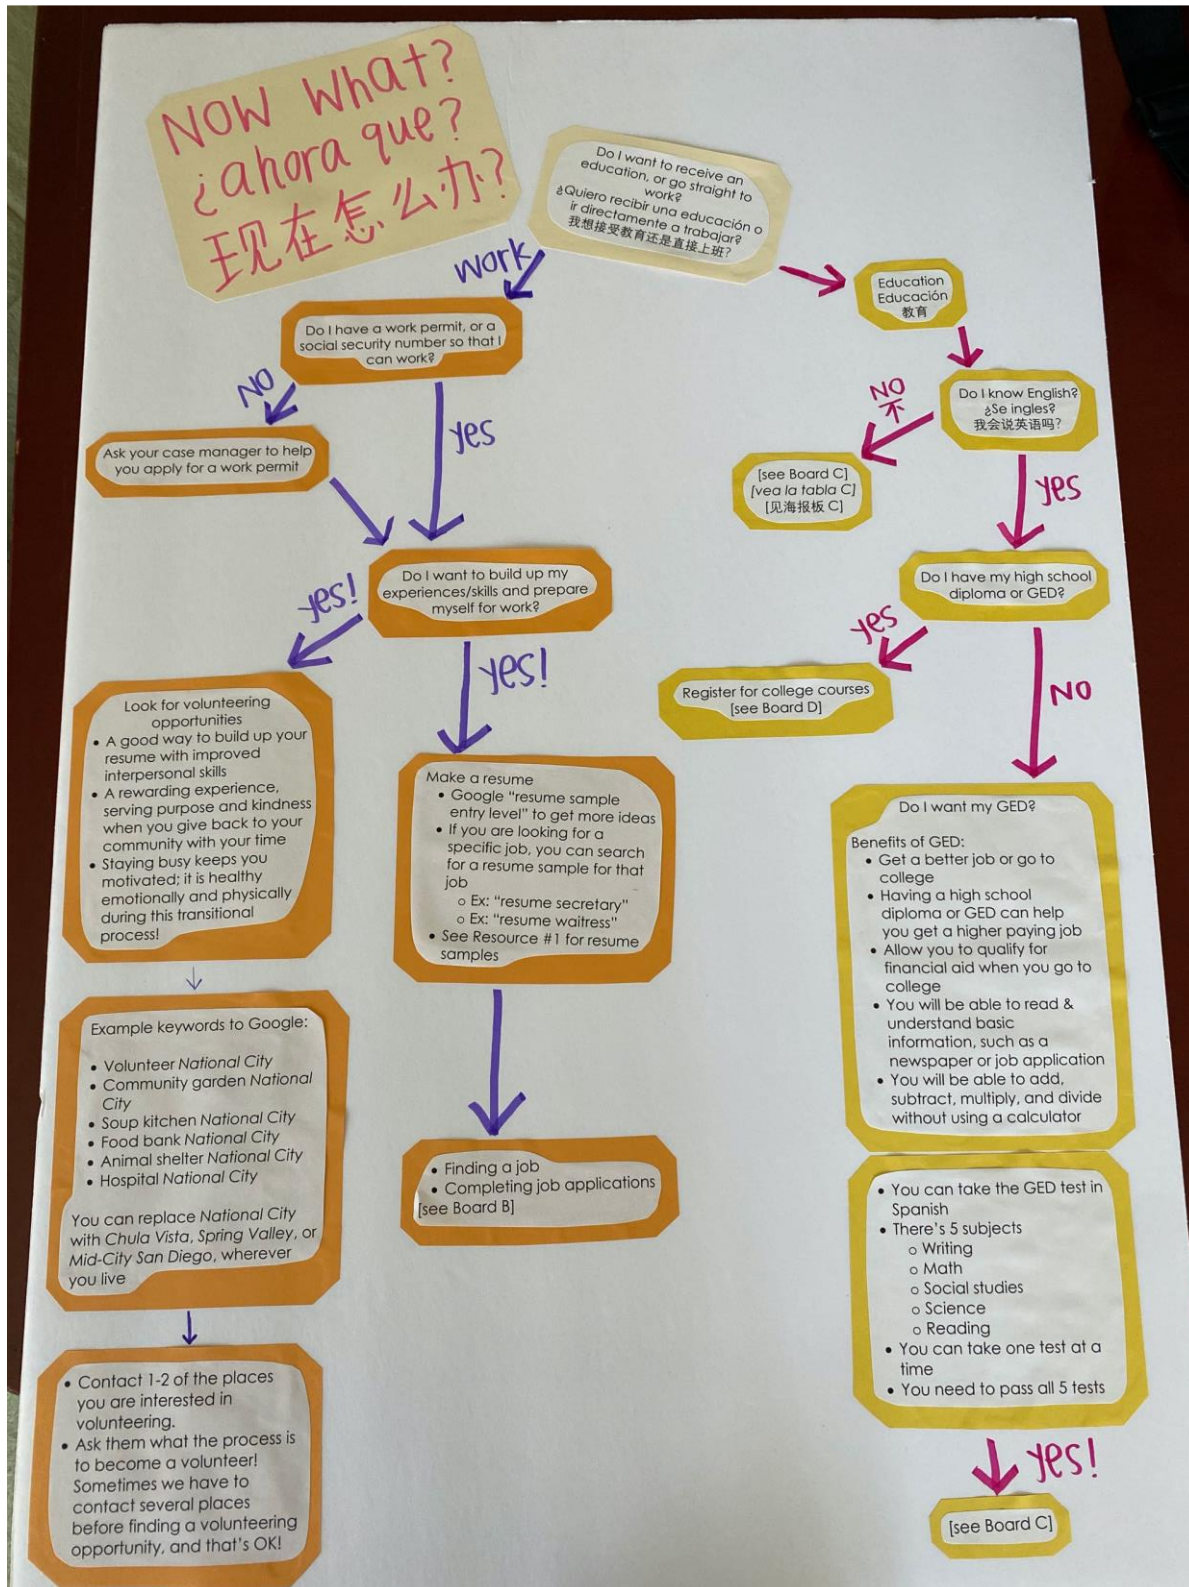 NOW What?
¿ahora que?
现在怎么办?
Do I want to receive an
education, or go straight to
work?
¿Quiero recibir una educación o
ir directamente a trabajar?
我想接受教育还是直接上班?
work
Education
Educación
教育
Do I have a work permit, or a
social security number so that I
can work?
NO
yes
Ask your case manager to help
you apply for a work permit
Do I know English?
¿Se ingles?
我会说英语吗?
NO
不
yes
[see Board C]
[vea la tabla C]
[见海报板 C]
Do I want to build up my
experiences/skills and prepare
myself for work?
yes!
yes!
Do I have my high school
diploma or GED?
yes
NO
Register for college courses
[see Board D]
Look for volunteering
opportunities
• A good way to build up your
resume with improved
interpersonal skills
• A rewarding experience,
serving purpose and kindness
when you give back to your
community with your time
• Staying busy keeps you
motivated; it is healthy
emotionally and physically
during this transitional
process!
Make a resume
• Google “resume sample
entry level” to get more ideas
• If you are looking for a
specific job, you can search
for a resume sample for that
job
o Ex: “resume secretary”
o Ex: “resume waitress”
• See Resource #1 for resume
samples
Do I want my GED?
Benefits of GED:
• Get a better job or go to
college
• Having a high school
diploma or GED can help
you get a higher paying job
• Allow you to qualify for
financial aid when you go to
college
• You will be able to read &
understand basic
information, such as a
newspaper or job application
• You will be able to add,
subtract, multiply, and divide
without using a calculator
Example keywords to Google:
• Volunteer National City
• Community garden National
City
• Soup kitchen National City
• Food bank National City
• Animal shelter National City
• Hospital National City
You can replace National City
with Chula Vista, Spring Valley, or
Mid-City San Diego, wherever
you live
• Finding a job
• Completing job applications
[see Board B]
• You can take the GED test in
Spanish
• There’s 5 subjects
o Writing
o Math
o Social studies
o Science
o Reading
• You can take one test at a
time
• You need to pass all 5 tests
• Contact 1-2 of the places
you are interested in
volunteering.
• Ask them what the process is
to become a volunteer!
Sometimes we have to
contact several places
before finding a volunteering
opportunity, and that’s OK!
yes!
[see Board C]